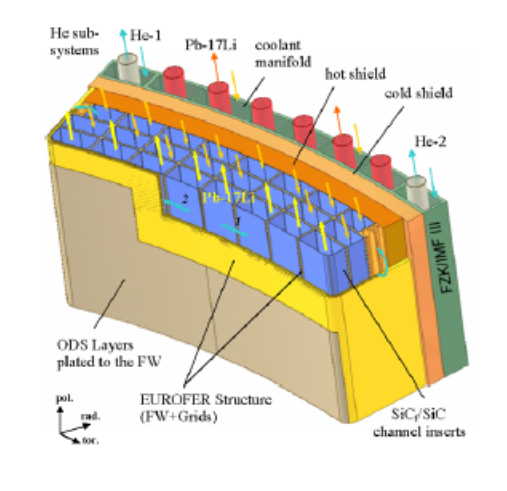 He sub-
systems
He-1
Pb-17Li
coolant
manifold
hot shield
cold shield
He-2
Pb-17Li
2
1
FZK/IMF III
ODS Layers
plated to the FW
EUROFER Structure
(FW+Grids)
SiCf/SiC
channel inserts
pol.
rad.
tor.